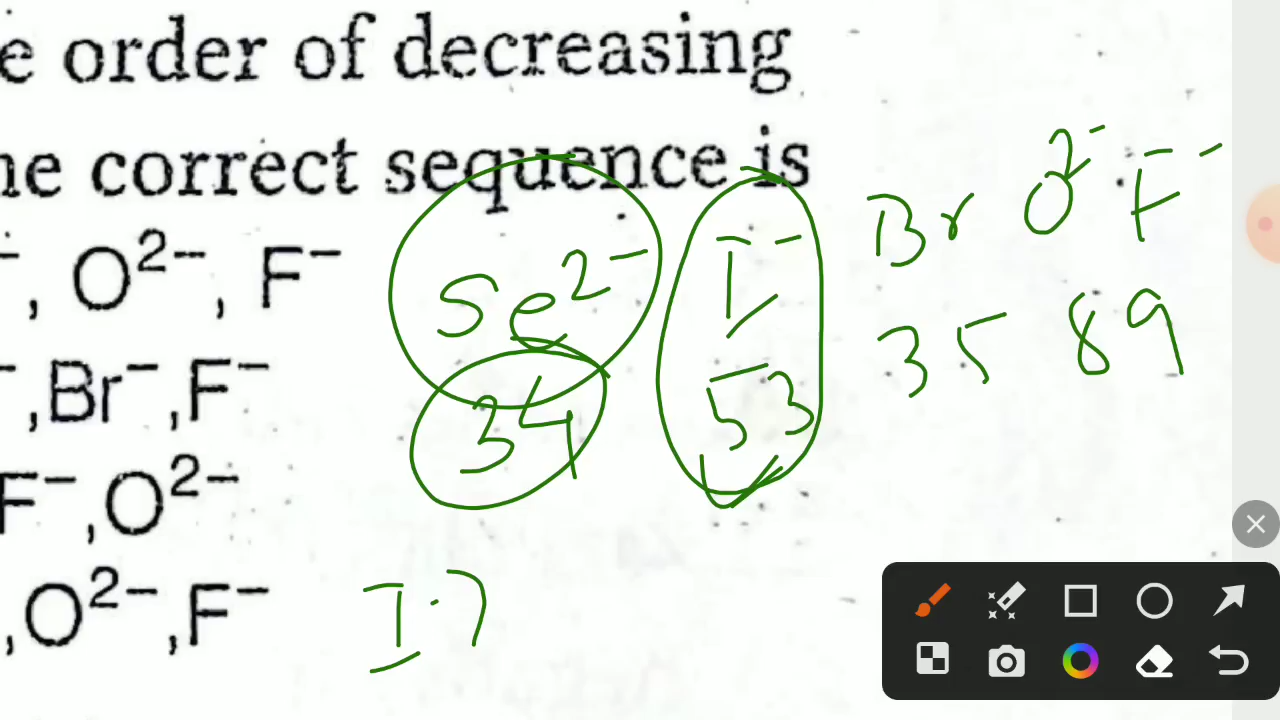 e order of decreasing
ne correct sequence is
–, O²⁻, F⁻
Se²⁻ I⁻ Br O²⁻ F⁻
–,Br⁻,F⁻
34 53 35 8 9
F⁻,O²⁻
,O²⁻,F⁻
I⁻>